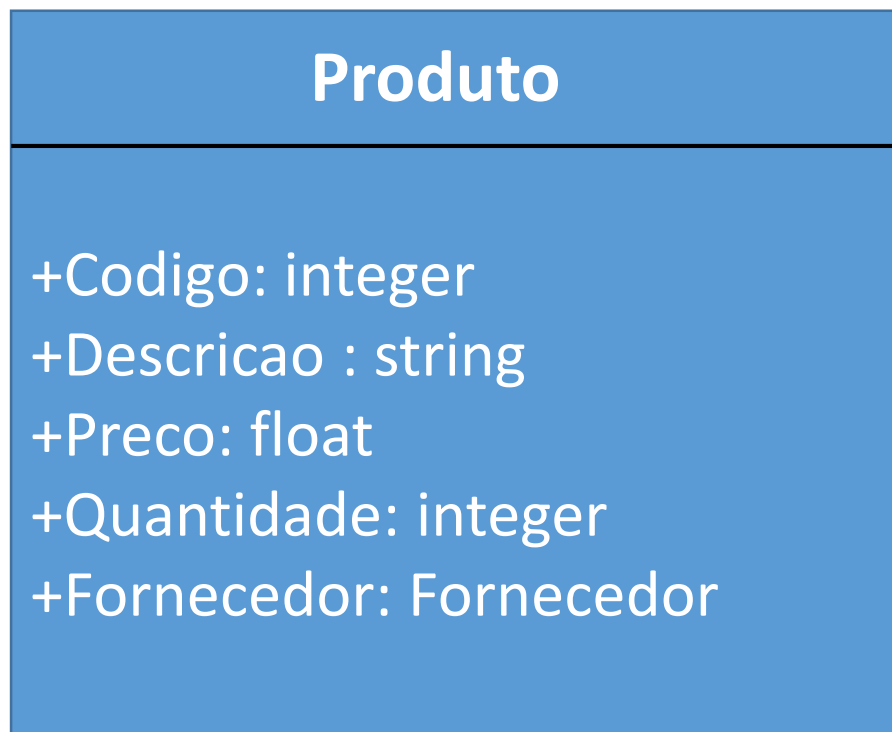 Produto
+Codigo: integer
+Descricao : string
+Preco: float
+Quantidade: integer
+Fornecedor: Fornecedor